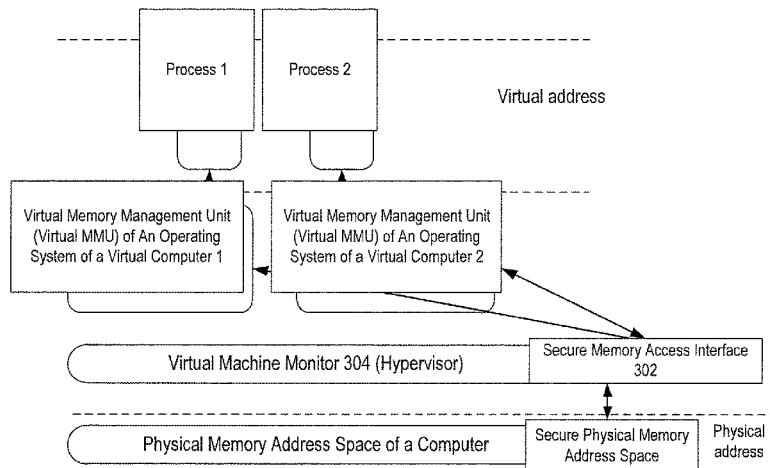 Process 1
Process 2
Virtual address
Virtual Memory Management Unit
(Virtual MMU) of An Operating
System of a Virtual Computer 1
Virtual Memory Management Unit
(Virtual MMU) of An Operating
System of a Virtual Computer 2
Virtual Machine Monitor 304 (Hypervisor)
Secure Memory Access Interface
302
Physical Memory Address Space of a Computer
Secure Physical Memory
Address Space
Physical
address